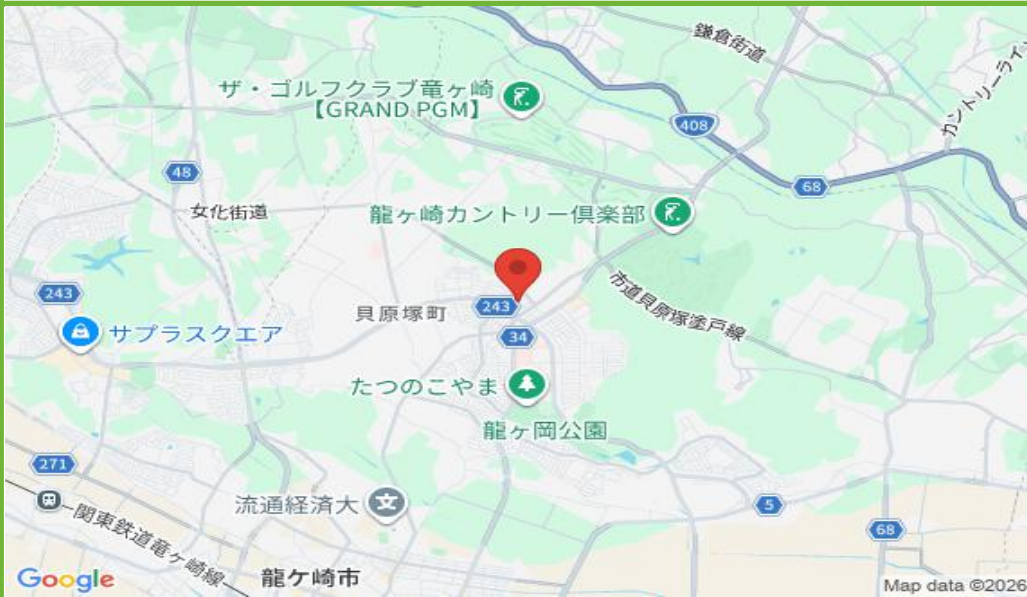 鎌倉街道
カントリーライ
ザ・ゴルフクラブ竜ヶ崎
【GRAND PGM】
408
48
68
女化街道
龍ヶ崎カントリー倶楽部
243
貝原塚町
243
市道貝原塚塗戸線
サプラスクエア
34
たつのこやま
龍ヶ岡公園
271
流通経済大
文
5
関東鉄道竜ヶ崎線
68
龍ケ崎市
Google
Map data ©2026